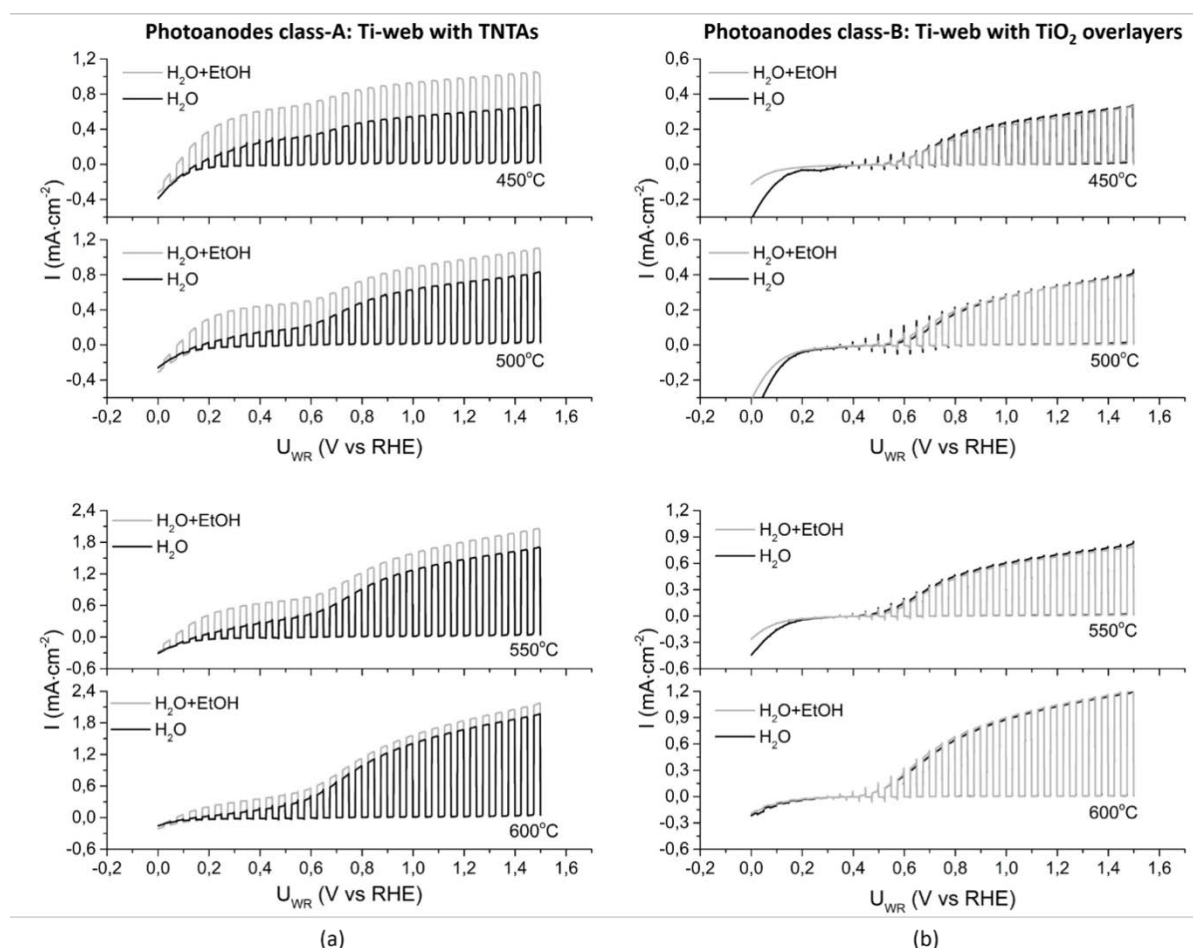 Photoanodes class-A: Ti-web with TNTAs
1,2
0,8
0,4
0,0
-0,4
H₂O+EtOH
H₂O
450°C
1,2
0,8
0,4
0,0
-0,4
H₂O+EtOH
H₂O
500°C
I (mA·cm⁻²)
-0,2 0,0 0,2 0,4 0,6 0,8 1,0 1,2 1,4 1,6
U_WR (V vs RHE)
2,4
1,8
1,2
0,6
0,0
-0,6
H₂O+EtOH
H₂O
550°C
2,4
1,8
1,2
0,6
0,0
-0,6
H₂O+EtOH
H₂O
600°C
I (mA·cm⁻²)
0,0 0,2 0,4 0,6 0,8 1,0 1,2 1,4 1,6
U_WR (V vs RHE)
(a)
Photoanodes class-B: Ti-web with TiO₂ overlayers
0,6
0,4
0,2
0,0
-0,2
H₂O+EtOH
H₂O
450°C
0,6
0,4
0,2
0,0
-0,2
H₂O+EtOH
H₂O
500°C
I (mA·cm⁻²)
-0,2 0,0 0,2 0,4 0,6 0,8 1,0 1,2 1,4 1,6
U_WR (V vs RHE)
1,2
0,9
0,6
0,3
0,0
-0,3
-0,6
H₂O+EtOH
H₂O
550°C
1,2
0,9
0,6
0,3
0,0
-0,3
-0,6
H₂O+EtOH
H₂O
600°C
I (mA·cm⁻²)
0,0 0,2 0,4 0,6 0,8 1,0 1,2 1,4 1,6
U_WR (V vs RHE)
(b)